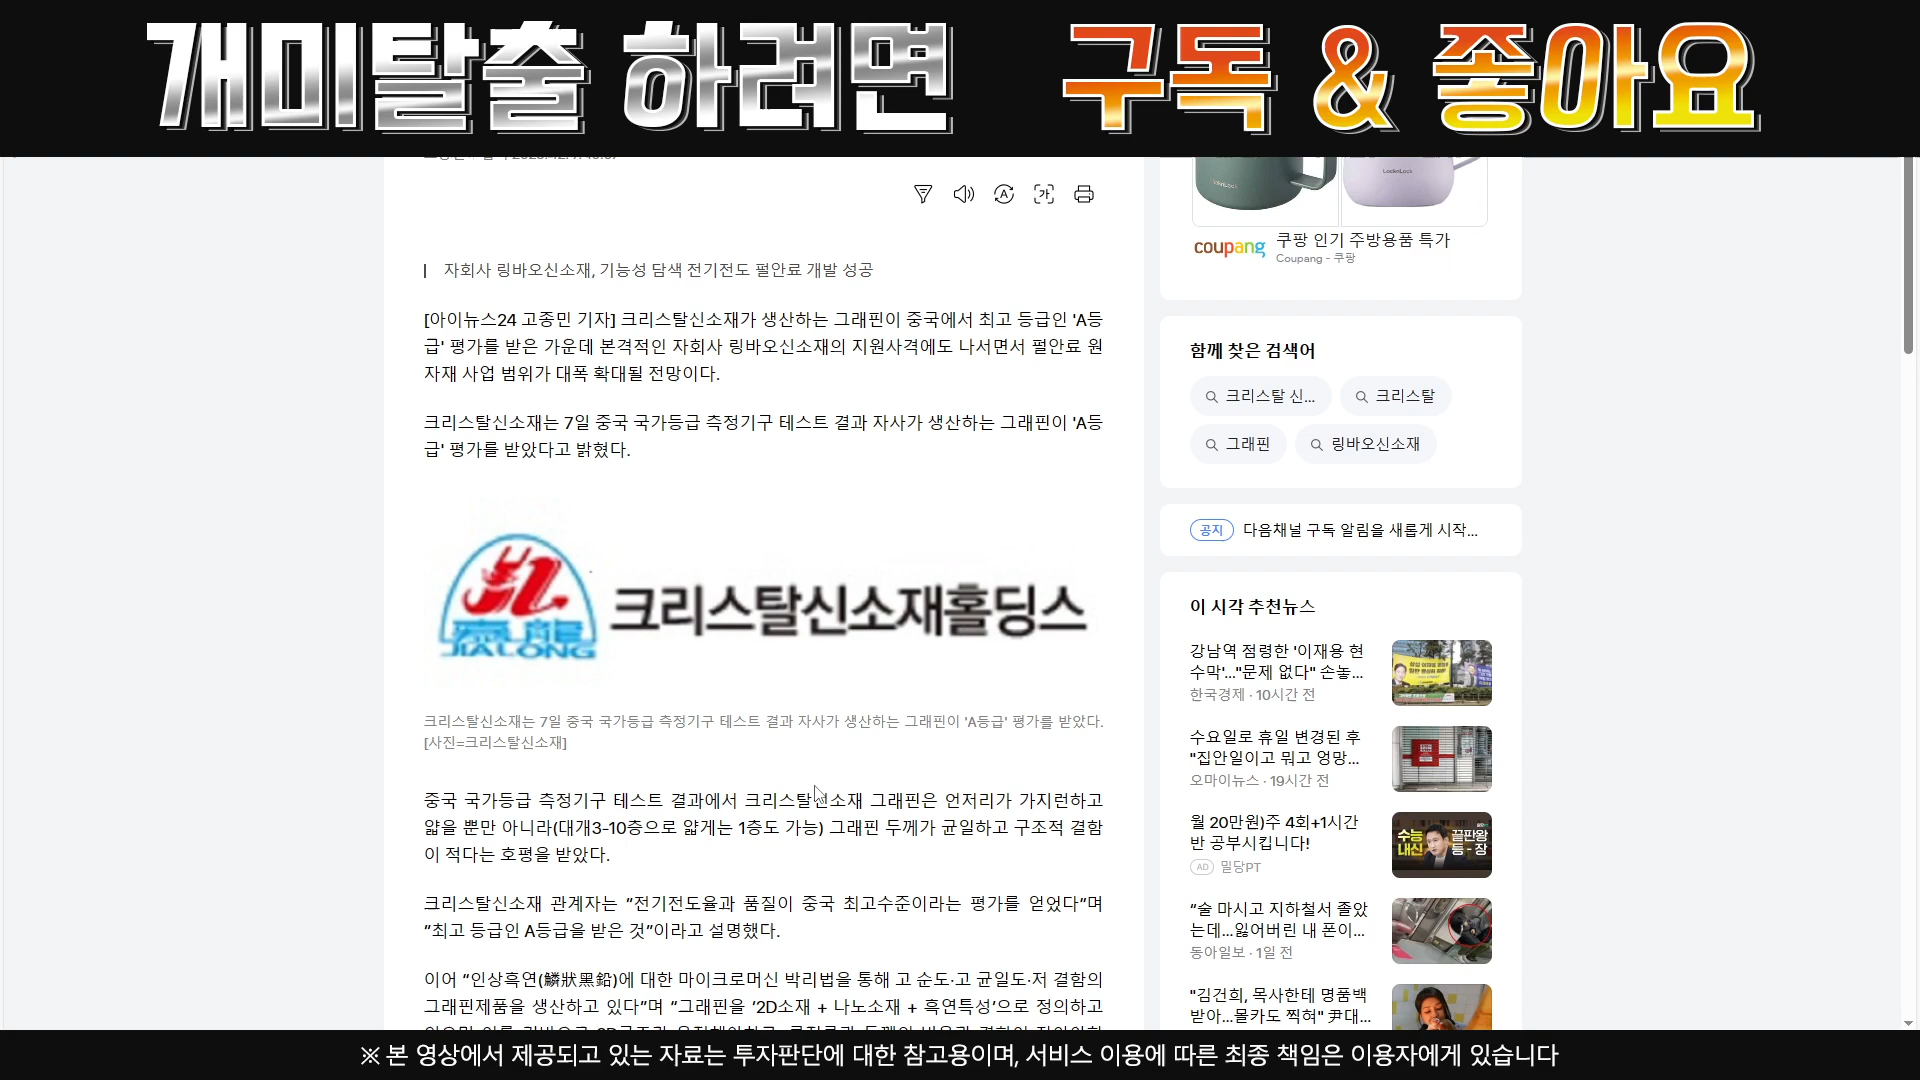 개미탈출 하려면 구독 & 좋아요
자회사 링바오신소재, 기능성 담색 전기전도 펄안료 개발 성공
[아이뉴스24 고종민 기자] 크리스탈신소재가 생산하는 그래핀이 중국에서 최고 등급인 'A등
급' 평가를 받은 가운데 본격적인 자회사 링바오신소재의 지원사격에도 나서면서 펄안료 원
자재 사업 범위가 대폭 확대될 전망이다.
크리스탈신소재는 7일 중국 국가등급 측정기구 테스트 결과 자사가 생산하는 그래핀이 'A등
급' 평가를 받았다고 밝혔다.
JIALONG
크리스탈신소재홀딩스
크리스탈신소재는 7일 중국 국가등급 측정기구 테스트 결과 자사가 생산하는 그래핀이 'A등급' 평가를 받았다.
[사진=크리스탈신소재]
중국 국가등급 측정기구 테스트 결과에서 크리스탈신소재 그래핀은 언저리가 가지런하고
얇을 뿐만 아니라(대개3-10층으로 얇게는 1층도 가능) 그래핀 두께가 균일하고 구조적 결함
이 적다는 호평을 받았다.
크리스탈신소재 관계자는 "전기전도율과 품질이 중국 최고수준이라는 평가를 얻었다"며
"최고 등급인 A등급을 받은 것"이라고 설명했다.
이어 "인상흑연(鱗狀黑鉛)에 대한 마이크로머신 박리법을 통해 고 순도·고 균일도·저 결함의
그래핀제품을 생산하고 있다"며 "그래핀을 '2D소재 + 나노소재 + 흑연특성'으로 정의하고
LocknLock
LocknLock
coupang
쿠팡 인기 주방용품 특가
Coupang - 쿠팡
함께 찾은 검색어
크리스탈 신...
크리스탈
그래핀
링바오신소재
공지 다음채널 구독 알림을 새롭게 시작...
이 시각 추천뉴스
강남역 점령한 '이재용 현
수막'..."문제 없다" 손놓...
한국경제 · 10시간 전
수요일로 휴일 변경된 후
"집안일이고 뭐고 엉망...
오마이뉴스 · 19시간 전
월 20만원)주 4회+1시간
반 공부시킵니다!
AD 밀당PT
수능 끝판왕
내신 등-장
"술 마시고 지하철서 졸았
는데...잃어버린 내 폰이...
동아일보 · 1일 전
"김건희, 목사한테 명품백
받아...몰카도 찍혀" 尹대...
※ 본 영상에서 제공되고 있는 자료는 투자판단에 대한 참고용이며, 서비스 이용에 따른 최종 책임은 이용자에게 있습니다